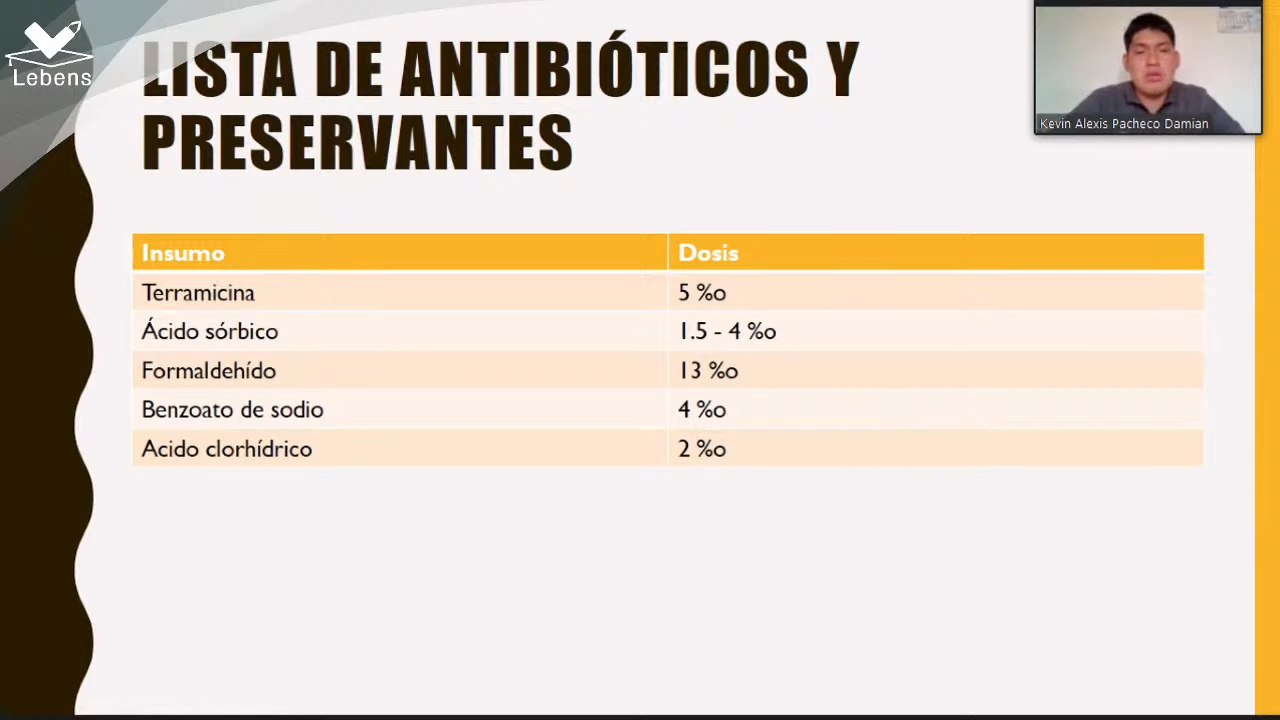 Lebens
LISTA DE ANTIBIÓTICOS Y
PRESERVANTES
Kevin Alexis Pacheco Damian
Insumo Dosis
Terramicina 5 %o
Ácido sórbico 1.5 - 4 %o
Formaldehído 13 %o
Benzoato de sodio 4 %o
Acido clorhídrico 2 %o